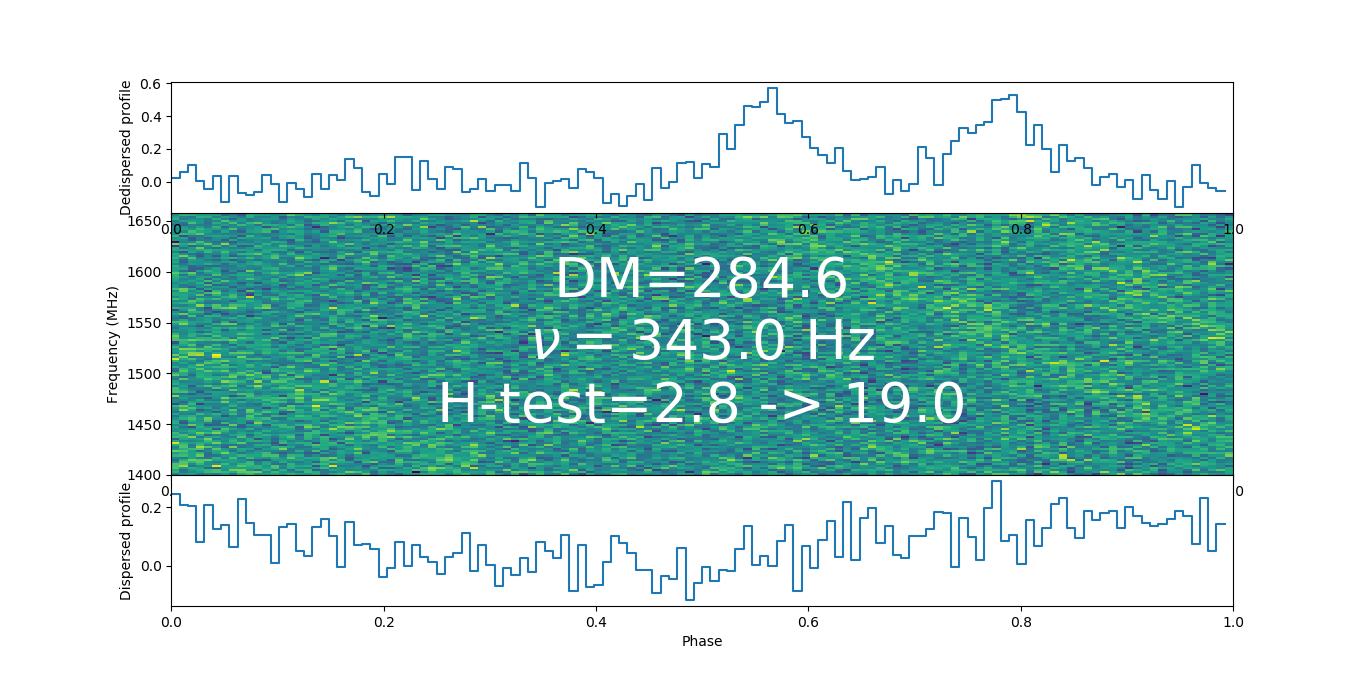 0.6
0.4
0.2
0.0
Dedispersed profile
0.0 0.2 0.4 0.6 0.8 1.0
1650
1600
1550
1500
1450
1400
Frequency (MHz)
DM=284.6
ν = 343.0 Hz
H-test=2.8 -> 19.0
0. 0
0.2
0.0
Dispersed profile
0.0 0.2 0.4 0.6 0.8 1.0
Phase